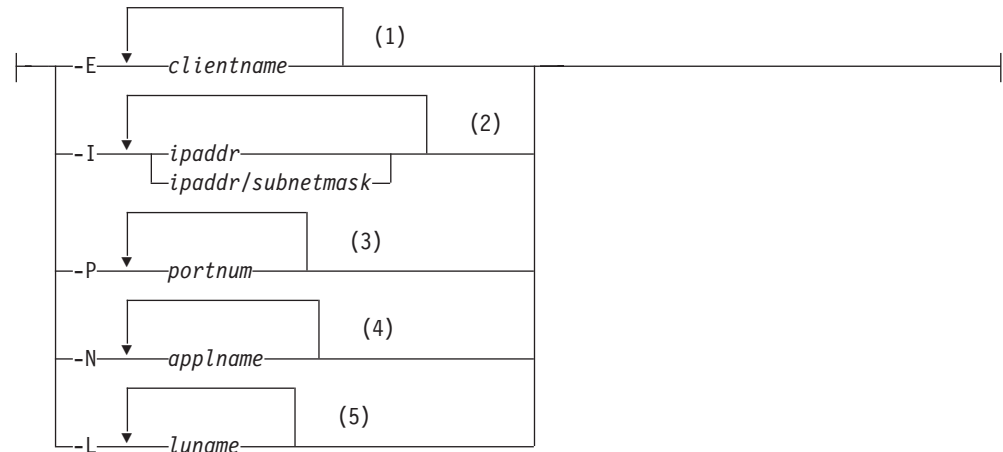 (1)
-E clientname
(2)
-I ipaddr
ipaddr/subnetmask
(3)
-P portnum
(4)
-N applname
(5)
-L luname